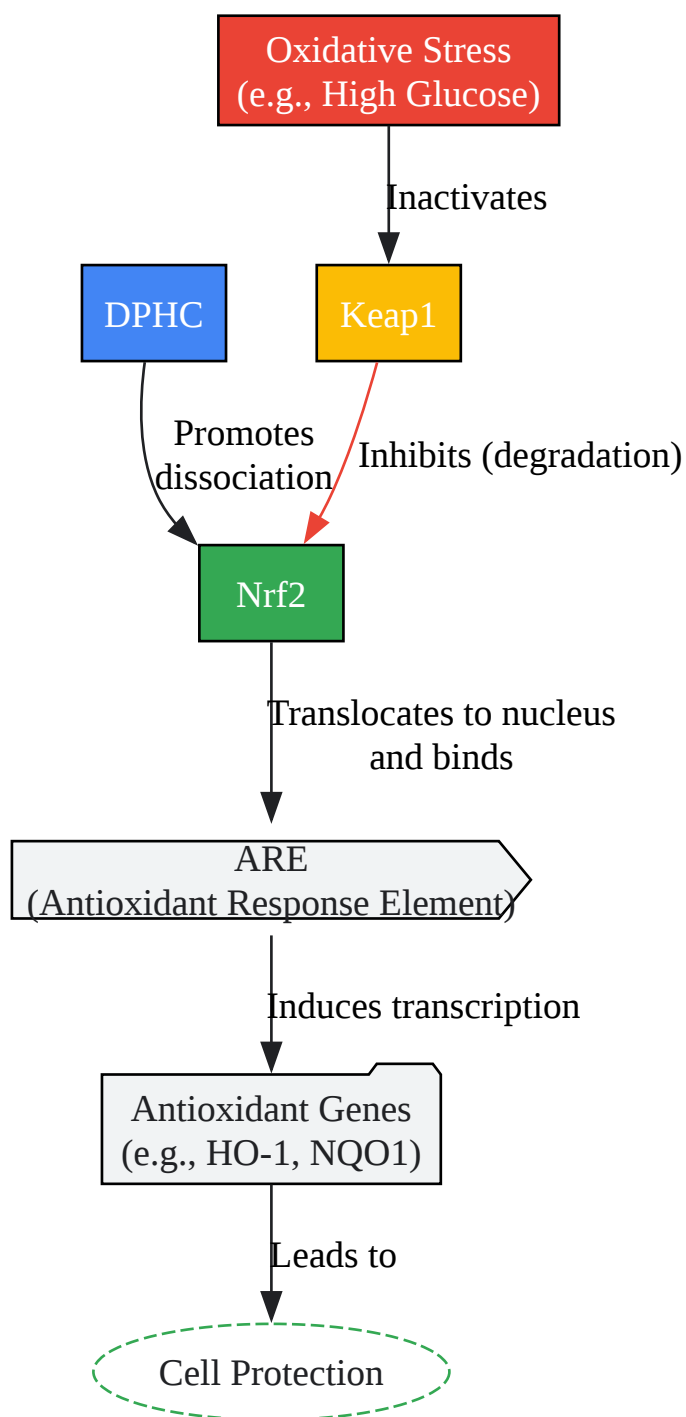 Oxidative Stress
(e.g., High Glucose)
Inactivates
DPHC
Keap1
Promotes
dissociation
Inhibits (degradation)
Nrf2
Translocates to nucleus
and binds
ARE
(Antioxidant Response Element)
Induces transcription
Antioxidant Genes
(e.g., HO-1, NQO1)
Leads to
Cell Protection